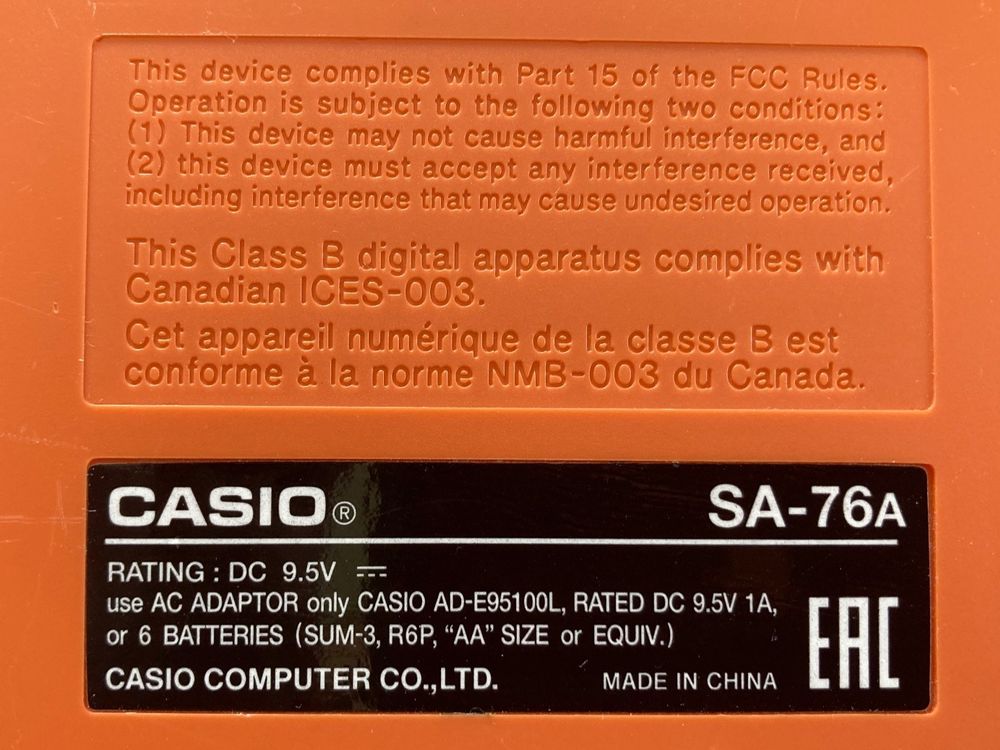 This device complies with Part 15 of the FCC Rules.
Operation is subject to the following two conditions:
(1) This device may not cause harmful interference, and
(2) this device must accept any interference received,
including interference that may cause undesired operation.
This Class B digital apparatus complies with
Canadian ICES-003.
Cet appareil numérique de la classe B est
conforme à la norme NMB-003 du Canada.
CASIO® SA-76A
RATING : DC 9.5V ⎓
use AC ADAPTOR only CASIO AD-E95100L, RATED DC 9.5V 1A,
or 6 BATTERIES (SUM-3, R6P, “AA” SIZE or EQUIV.)
CASIO COMPUTER CO.,LTD. MADE IN CHINA
EAC